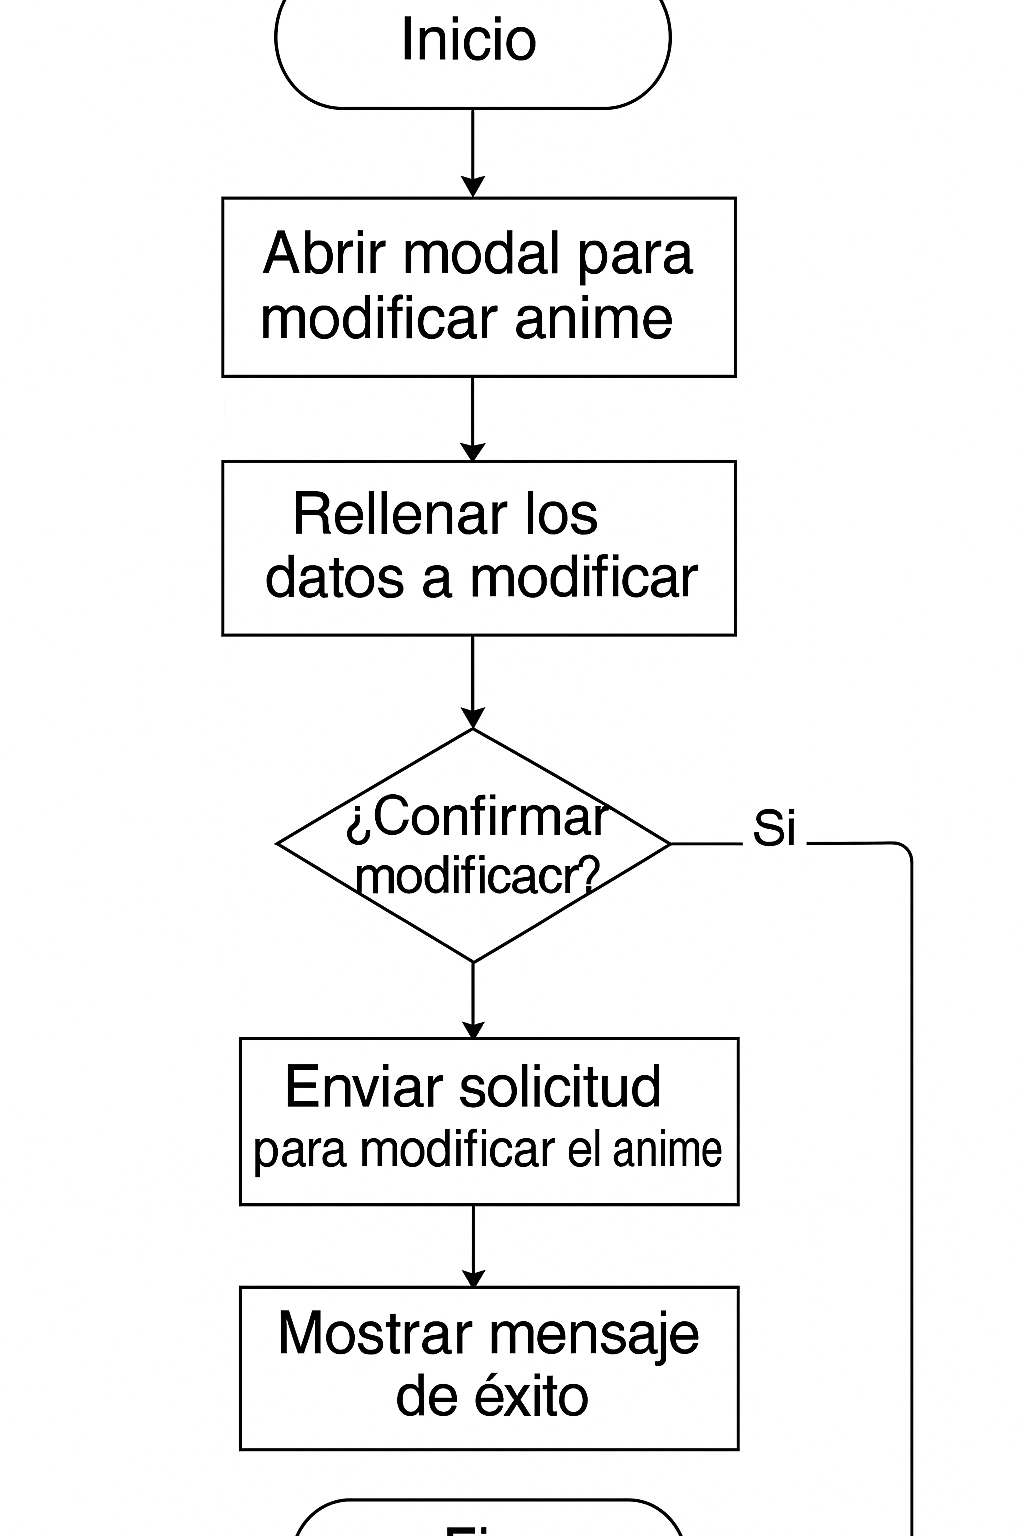 Inicio
Abrir modal para
modificar anime
Rellenar los
datos a modificar
¿Confirmar
modificacr?
Si
Enviar solicitud
para modificar el anime
Mostrar mensaje
de éxito